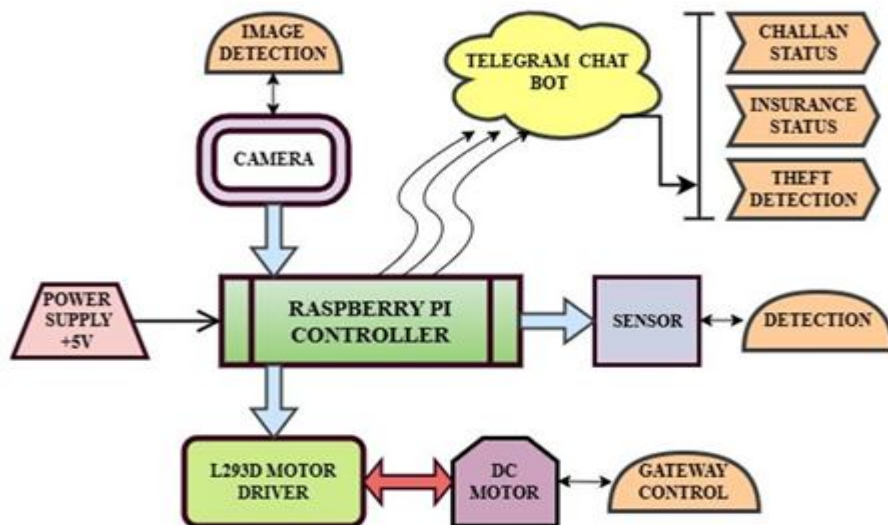 IMAGE
DETECTION
TELEGRAM CHAT
BOT
CHALLAN
STATUS
INSURANCE
STATUS
THEFT
DETECTION
CAMERA
POWER
SUPPLY
+5V
RASPBERRY PI
CONTROLLER
SENSOR
DETECTION
L293D MOTOR
DRIVER
DC
MOTOR
GATEWAY
CONTROL